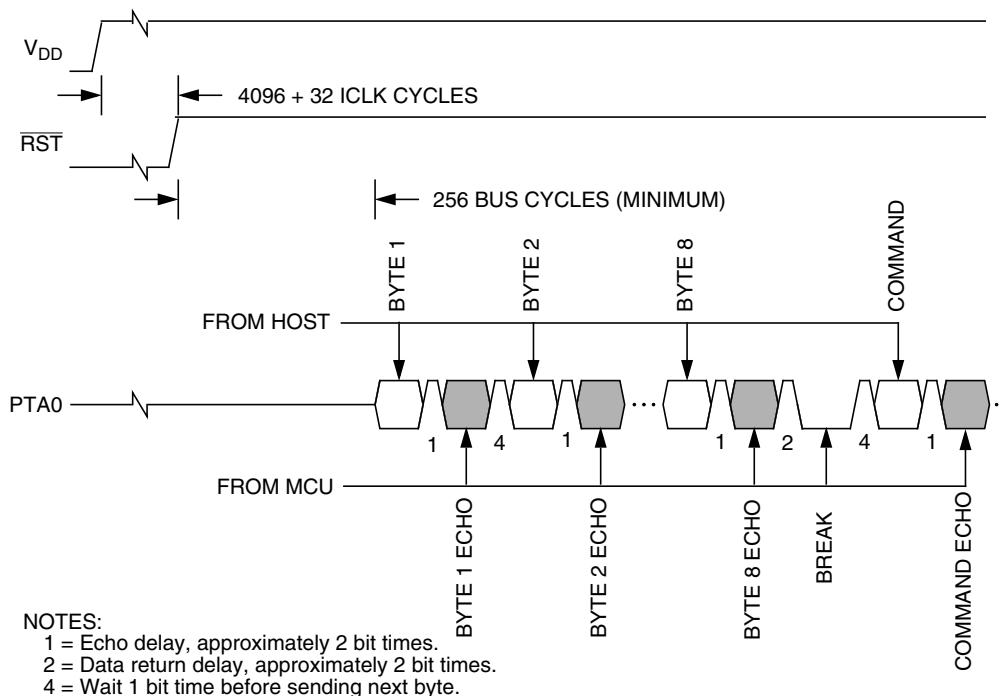 VDD
4096 + 32 ICLK CYCLES
RST
256 BUS CYCLES (MINIMUM)
BYTE 1
BYTE 2
BYTE 8
COMMAND
FROM HOST
PTA0
1
4
1
1
2
4
1
FROM MCU
BYTE 1 ECHO
BYTE 2 ECHO
BYTE 8 ECHO
BREAK
COMMAND ECHO
NOTES:
1 = Echo delay, approximately 2 bit times.
2 = Data return delay, approximately 2 bit times.
4 = Wait 1 bit time before sending next byte.